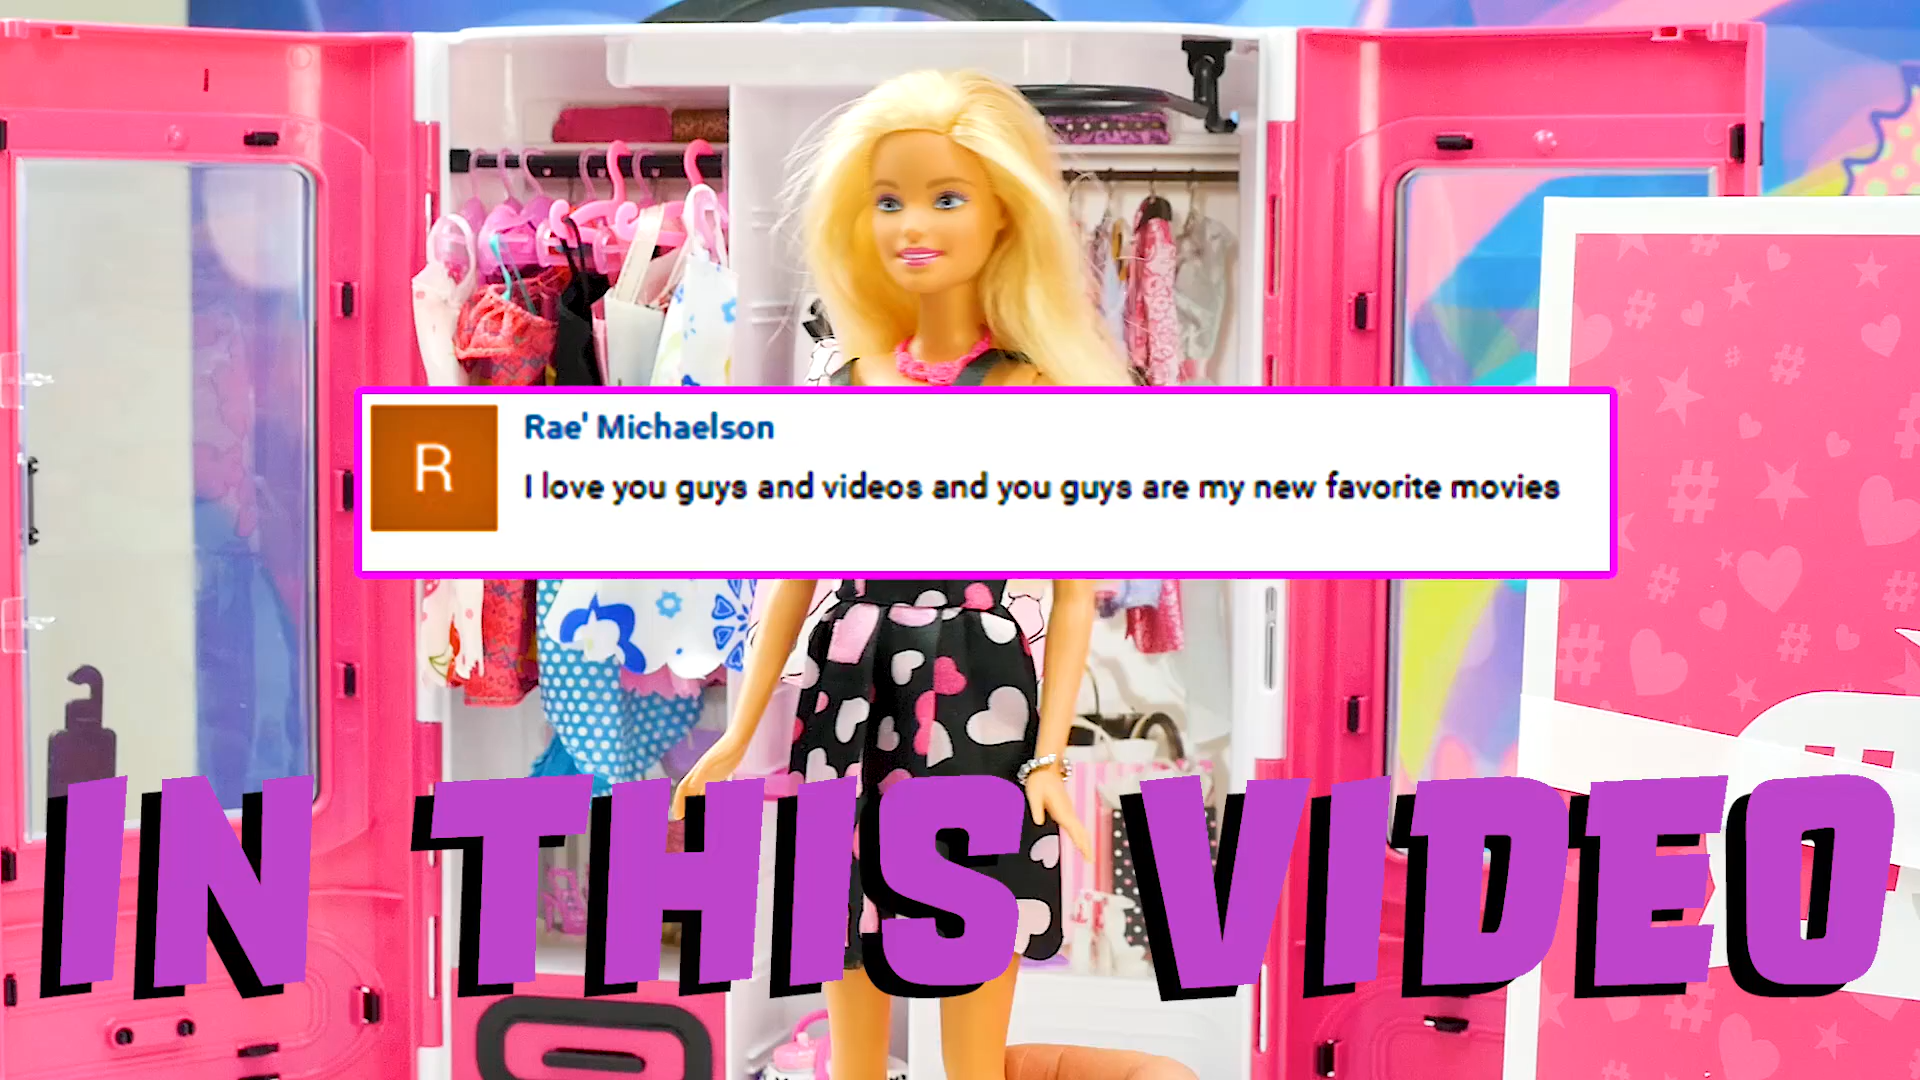 R
Rae' Michaelson
I love you guys and videos and you guys are my new favorite movies
IN THIS VIDEO